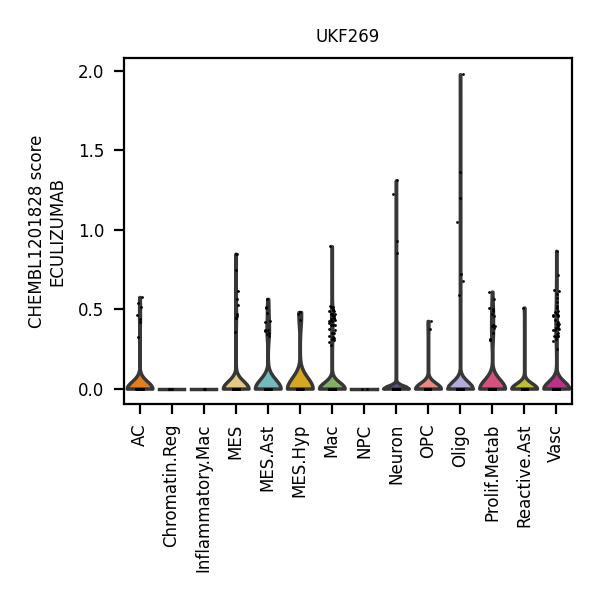 UKF269
CHEMBL1201828 score
ECULIZUMAB
2.0
1.5
1.0
0.5
0.0
AC
Chromatin.Reg
Inflammatory.Mac
MES
MES.Ast
MES.Hyp
Mac
NPC
Neuron
OPC
Oligo
Prolif.Metab
Reactive.Ast
Vasc